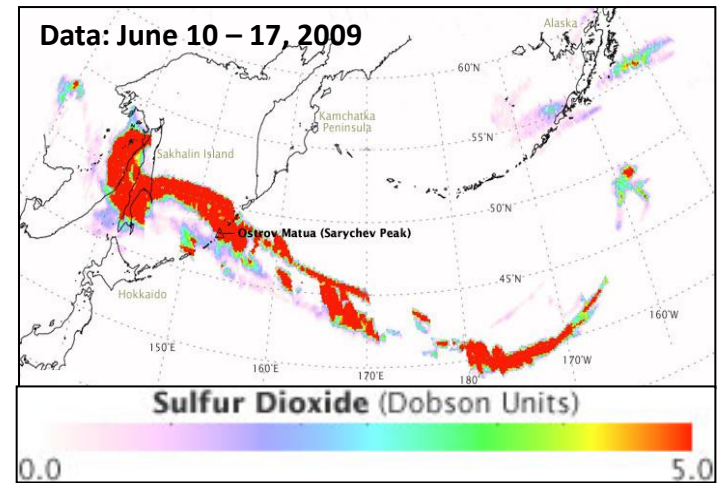 Data: June 10 – 17, 2009
Alaska
60°N
Kamchatka
Peninsula
55°N
Sakhalin Island
50°N
Ostrov Matua (Sarychev Peak)
45°N
Hokkaido
160°W
150°E
160°E
170°E
180°
170°W
Sulfur Dioxide (Dobson Units)
0.0
5.0